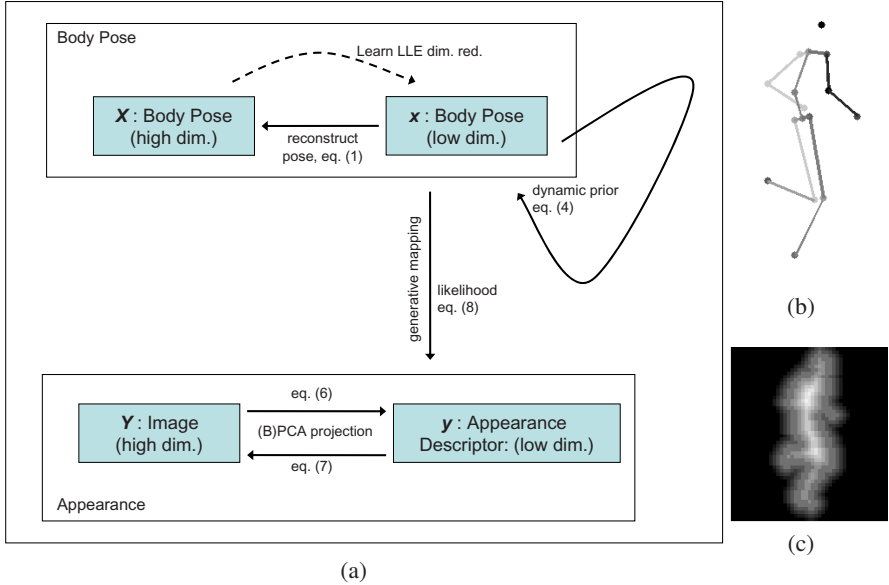 Body Pose
Learn LLE dim. red.
X : Body Pose
(high dim.)
x : Body Pose
(low dim.)
reconstruct
pose, eq. (1)
dynamic prior
eq. (4)
generative mapping
likelihood
eq. (8)
Y : Image
(high dim.)
eq. (6)
(B)PCA projection
eq. (7)
y : Appearance
Descriptor: (low dim.)
Appearance
(a)
(b)
(c)